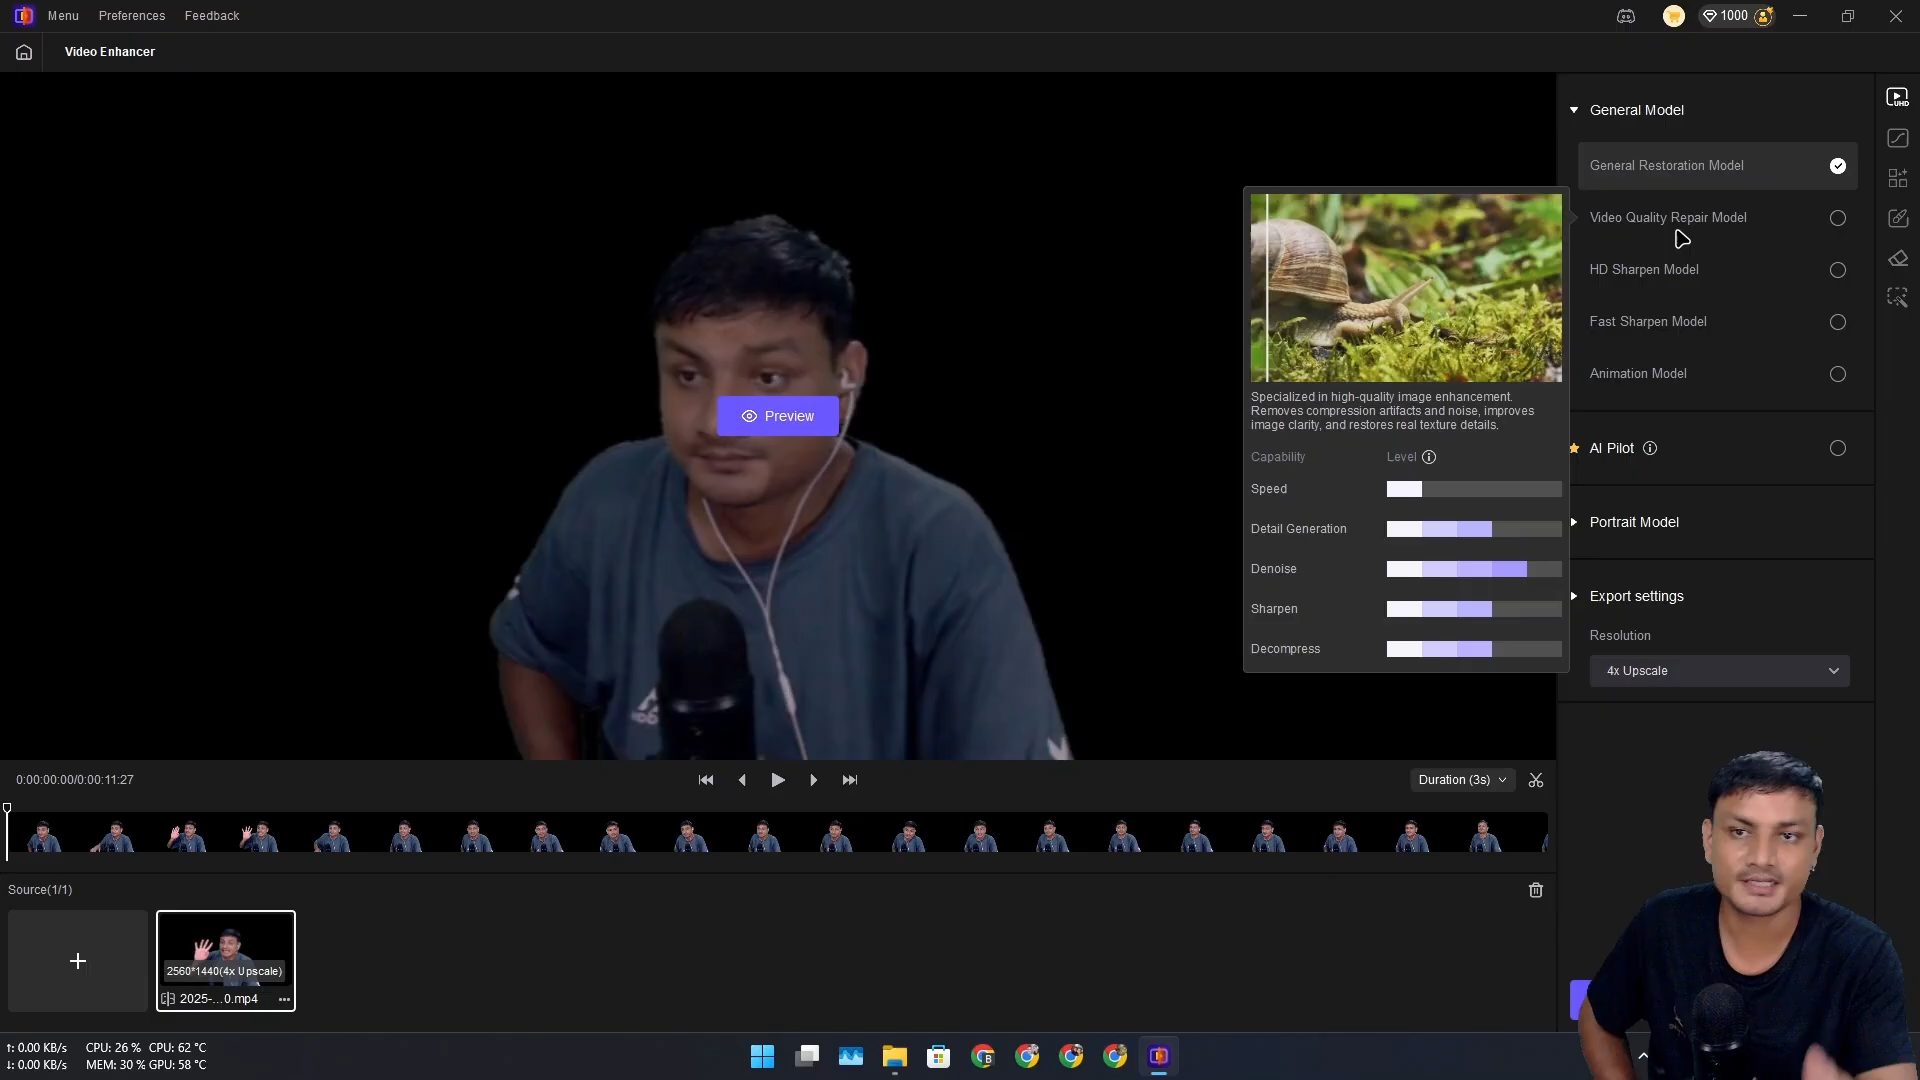 Menu Preferences Feedback
1000
Video Enhancer
General Model
UHD
General Restoration Model
Video Quality Repair Model
HD Sharpen Model
Fast Sharpen Model
Animation Model
Specialized in high-quality image enhancement.
Removes compression artifacts and noise, improves
image clarity, and restores real texture details.
Capability Level
Speed
Detail Generation
Denoise
Sharpen
Decompress
AI Pilot
Portrait Model
Export settings
Resolution
4x Upscale
Preview
0:00:00:00/0:00:11:27
Duration (3s)
Source(1/1)
2560*1440(4x Upscale)
2025-...0.mp4
↑: 0.00 KB/s CPU: 26 % CPU: 62 °C
↓: 0.00 KB/s MEM: 30 % GPU: 58 °C
B